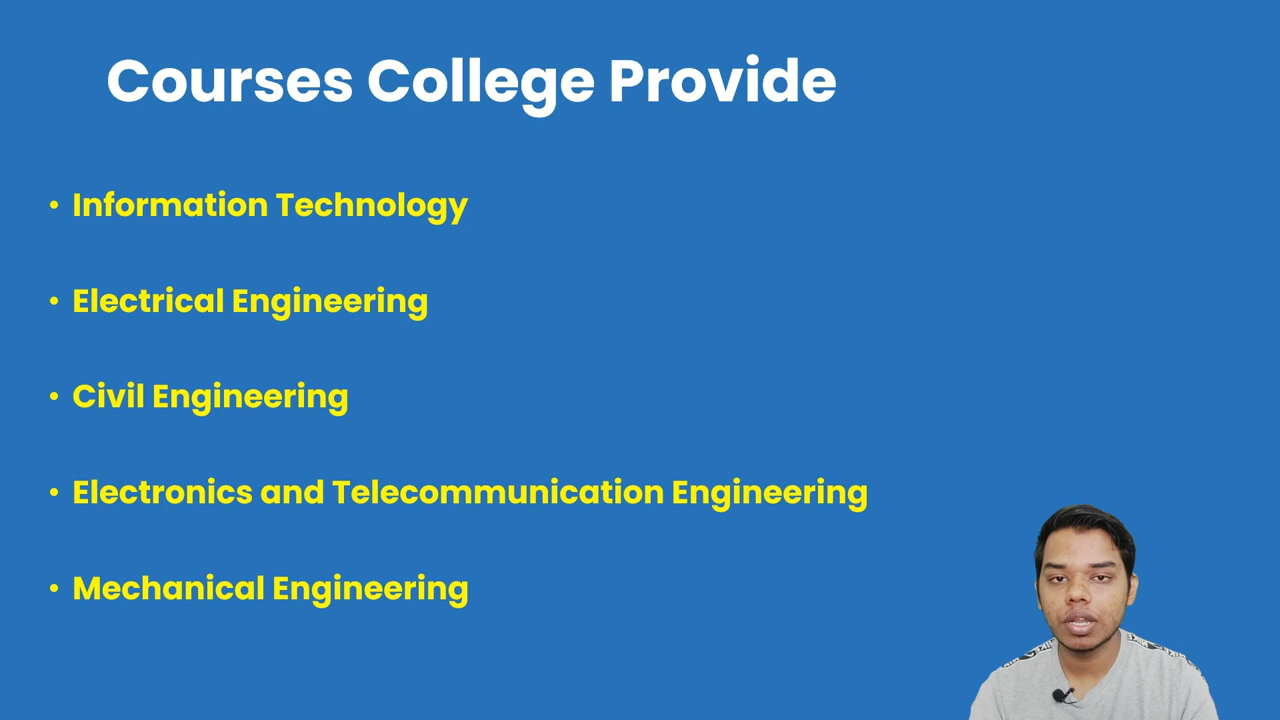 Courses College Provide
• Information Technology
• Electrical Engineering
• Civil Engineering
• Electronics and Telecommunication Engineering
• Mechanical Engineering